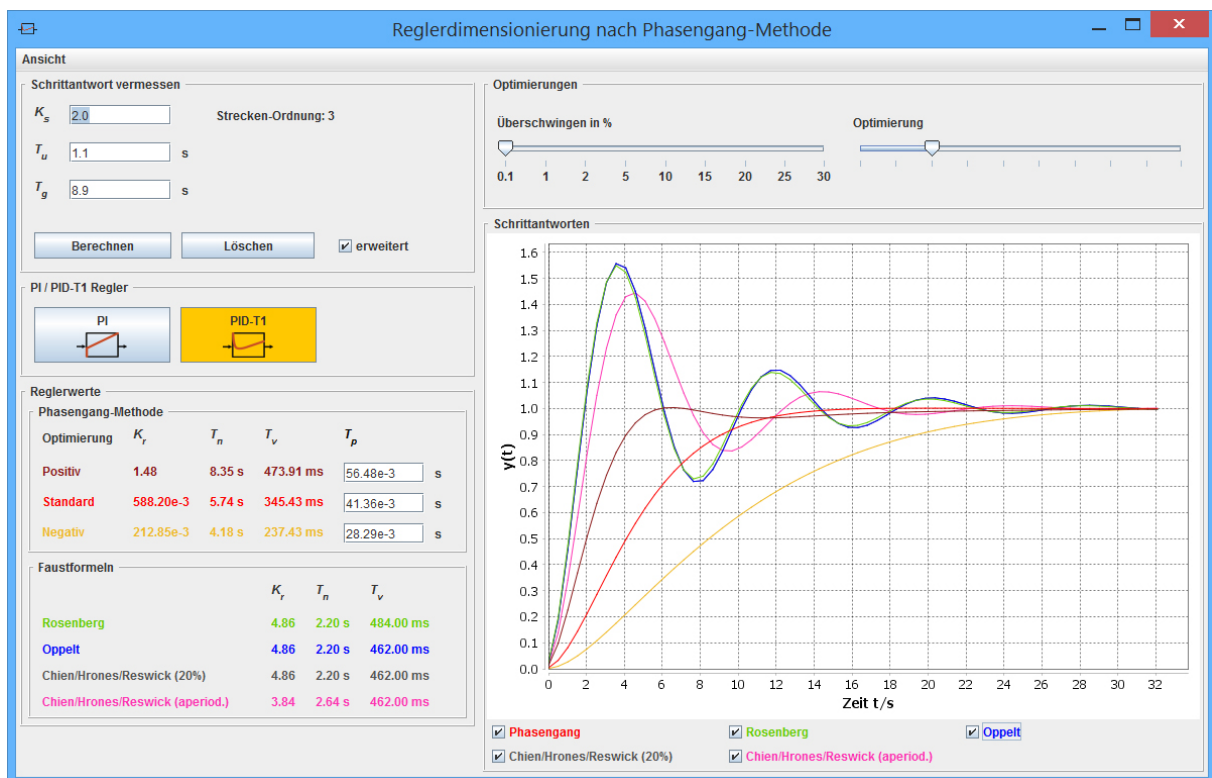 Reglerdimensionierung nach Phasengang-Methode
Ansicht
Schrittantwort vermessen
K_s 2.0 Strecken-Ordnung: 3
T_u 1.1 s
T_g 8.9 s
Berechnen Löschen erweitert
PI / PID-T1 Regler
PI PID-T1
Reglerwerte
Phasengang-Methode
Optimierung K_r T_n T_v T_p
Positiv 1.48 8.35 s 473.91 ms 56.48e-3 s
Standard 588.20e-3 5.74 s 345.43 ms 41.36e-3 s
Negativ 212.85e-3 4.18 s 237.43 ms 28.29e-3 s
Faustformeln
K_r T_n T_v
Rosenberg 4.86 2.20 s 484.00 ms
Oppelt 4.86 2.20 s 462.00 ms
Chien/Hrones/Reswick (20%) 4.86 2.20 s 462.00 ms
Chien/Hrones/Reswick (aperiod.) 3.84 2.64 s 462.00 ms
Optimierungen
Überschwingen in % Optimierung
0.1 1 2 5 10 15 20 25 30
Schrittantworten
1.6
1.5
1.4
1.3
1.2
1.1
1.0
0.9
0.8
0.7
0.6
0.5
0.4
0.3
0.2
0.1
0.0
y(t)
0 2 4 6 8 10 12 14 16 18 20 22 24 26 28 30 32
Zeit t/s
Phasengang Rosenberg Oppelt
Chien/Hrones/Reswick (20%) Chien/Hrones/Reswick (aperiod.)